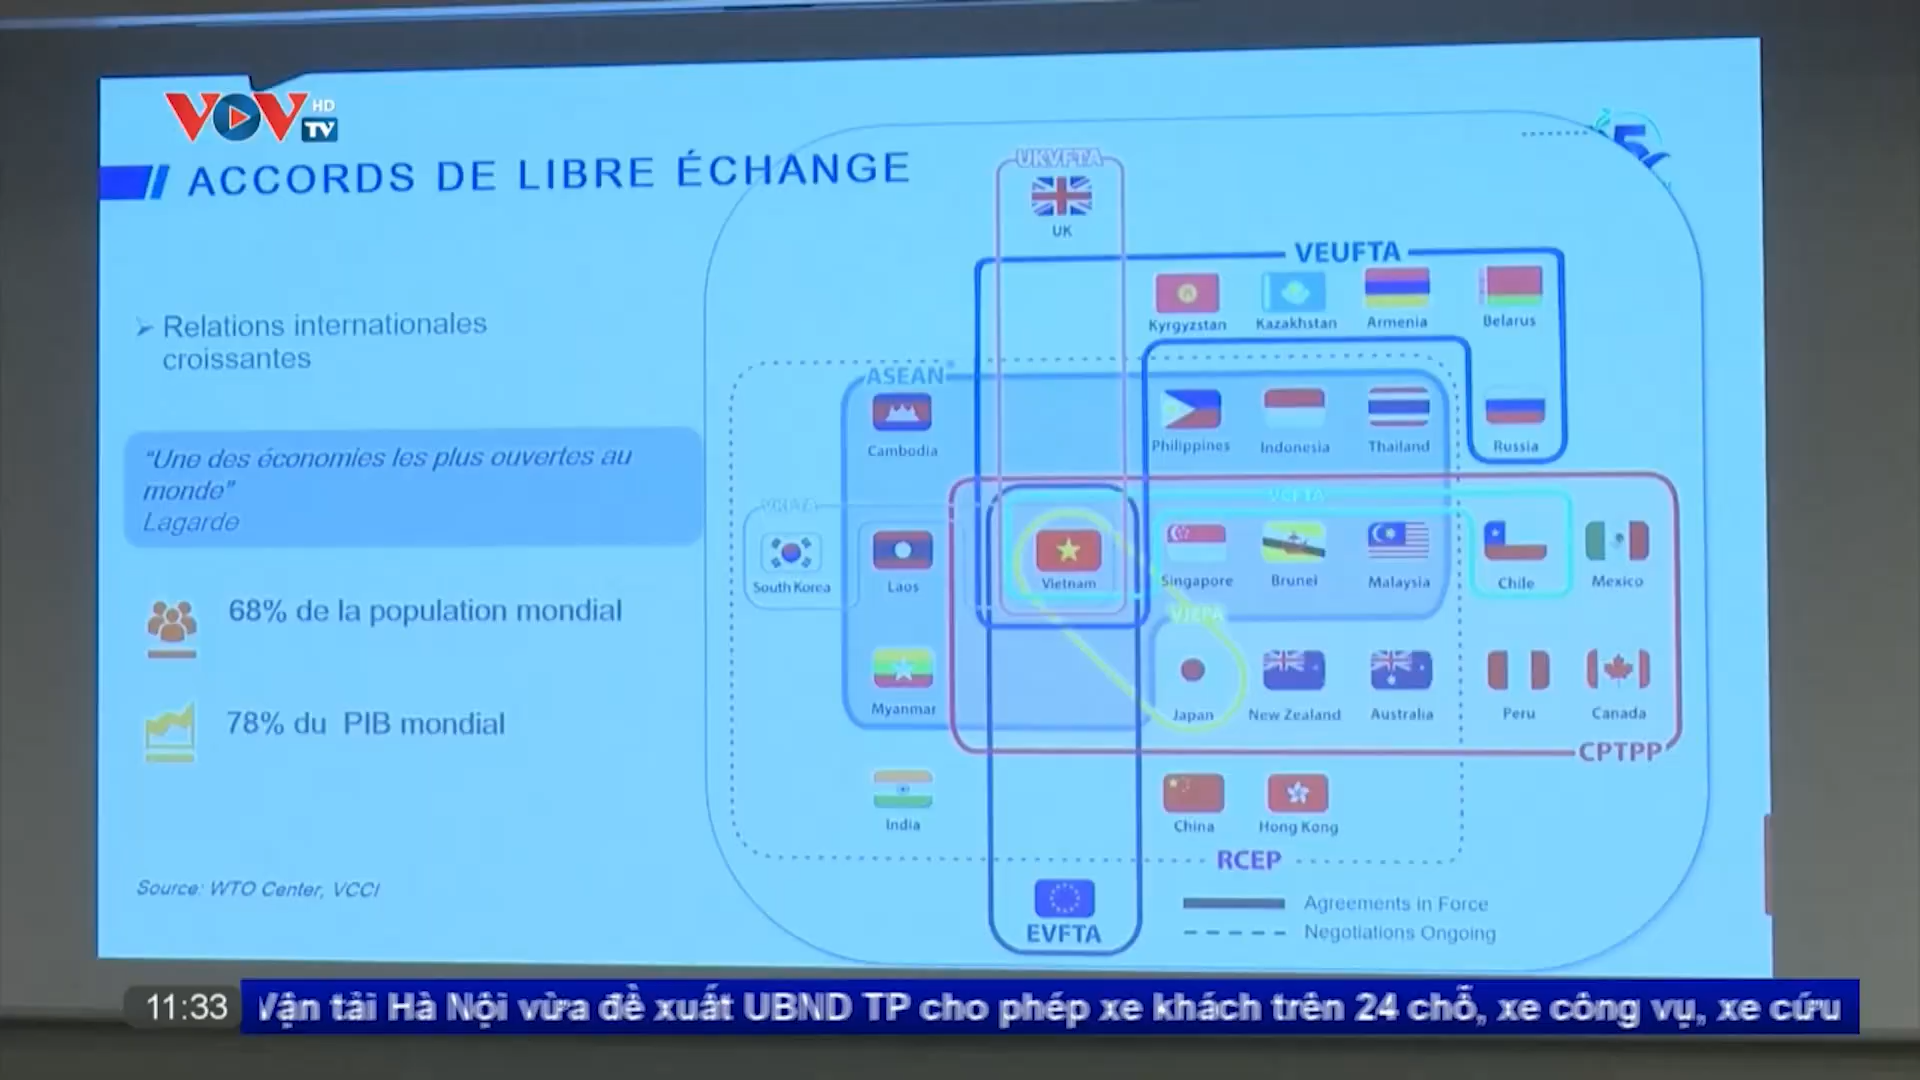 VOV HD TV
ACCORDS DE LIBRE ÉCHANGE
Relations internationales
croissantes
"Une des économies les plus ouvertes au
monde"
Lagarde
68% de la population mondial
78% du PIB mondial
Source: WTO Center, VCCI
UKVFTA
UK
VEUFTA
Kyrgyzstan Kazakhstan Armenia Belarus
ASEAN
Cambodia Philippines Indonesia Thailand Russia
VCFTA
South Korea Laos Vietnam Singapore Brunei Malaysia Chile Mexico
VJEPA
Myanmar Japan New Zealand Australia Peru Canada
CPTPP
India China Hong Kong
RCEP
EVFTA
Agreements in Force
Negotiations Ongoing
11:33 Vận tải Hà Nội vừa đề xuất UBND TP cho phép xe khách trên 24 chỗ, xe công vụ, xe cứu